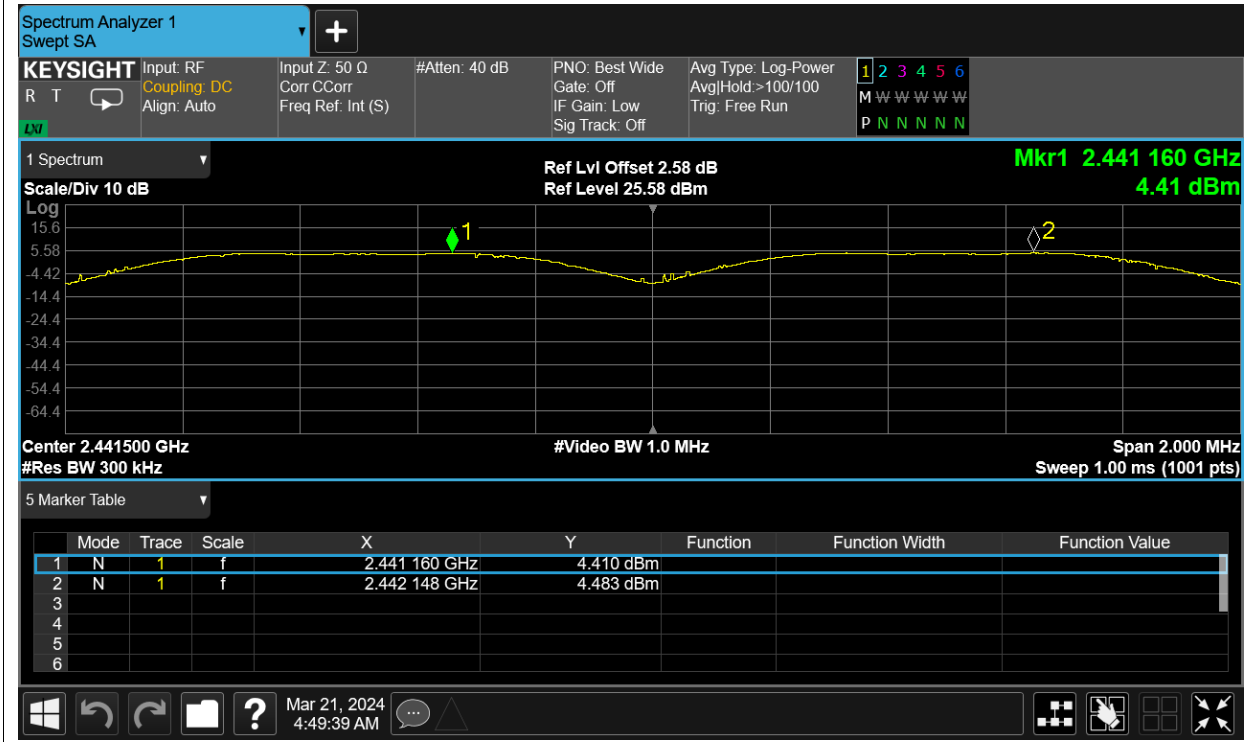 Spectrum Analyzer 1
Swept SA
KEYSIGHT
R T
LXI
Input: RF
Coupling: DC
Align: Auto
Input Z: 50 Ω
Corr CCorr
Freq Ref: Int (S)
#Atten: 40 dB
PNO: Best Wide
Gate: Off
IF Gain: Low
Sig Track: Off
Avg Type: Log-Power
Avg|Hold:>100/100
Trig: Free Run
1 2 3 4 5 6
M W W W W W
P N N N N N
1 Spectrum
Scale/Div 10 dB
Ref Lvl Offset 2.58 dB
Ref Level 25.58 dBm
Mkr1 2.441 160 GHz
4.41 dBm
Log
15.6
5.58
-4.42
-14.4
-24.4
-34.4
-44.4
-54.4
-64.4
1
2
Center 2.441500 GHz
#Res BW 300 kHz
#Video BW 1.0 MHz
Span 2.000 MHz
Sweep 1.00 ms (1001 pts)
5 Marker Table
Mode Trace Scale X Y Function Function Width Function Value
1 N 1 f 2.441 160 GHz 4.410 dBm
2 N 1 f 2.442 148 GHz 4.483 dBm
3
4
5
6
?
Mar 21, 2024
4:49:39 AM